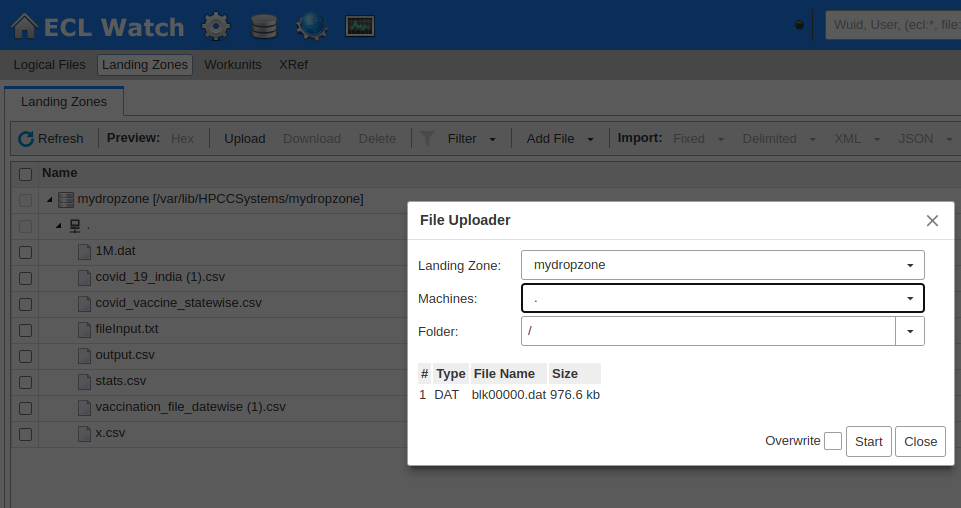 ECL Watch
Wuid, User, (ecl:*, file:
Logical Files Landing Zones Workunits XRef
Landing Zones
Refresh Preview: Hex Upload Download Delete Filter Add File Import: Fixed Delimited XML JSON
Name
mydropzone [/var/lib/HPCCSystems/mydropzone]
.
1M.dat
covid_19_india (1).csv
covid_vaccine_statewise.csv
fileInput.txt
output.csv
stats.csv
vaccination_file_datewise (1).csv
x.csv
File Uploader
Landing Zone: mydropzone
Machines: .
Folder: /
# Type File Name Size
1 DAT blk00000.dat 976.6 kb
Overwrite Start Close